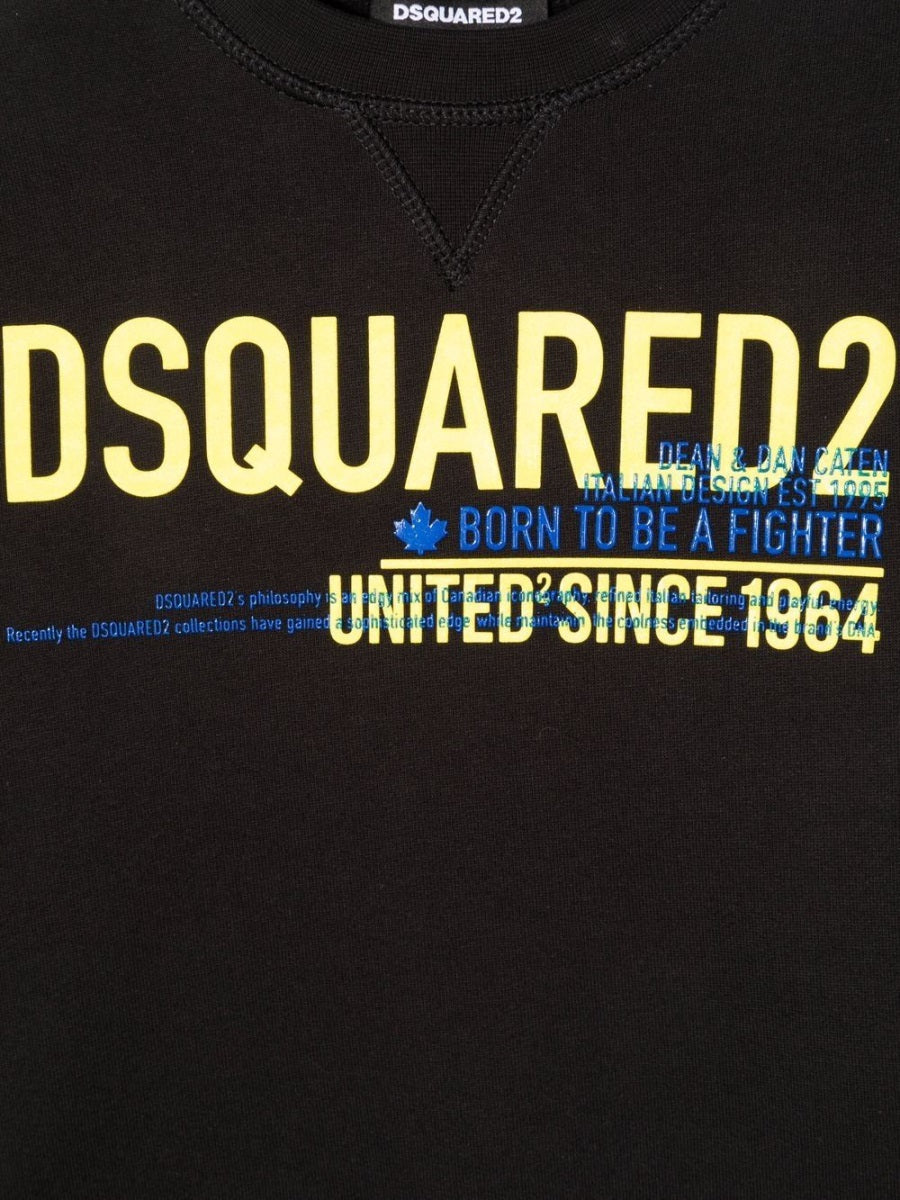 DSQUARED2
DSQUARED2
DEAN & DAN CATEN
ITALIAN DESIGN EST 1995
BORN TO BE A FIGHTER
DSQUARED2's philosophy is an edgy mix of Canadian iconography, refined italian tailoring and playful energy.
UNITED² SINCE 1964
Recently the DSQUARED2 collections have gained a sophisticated edge while maintainin the coolness embedded in the brand's DNA.